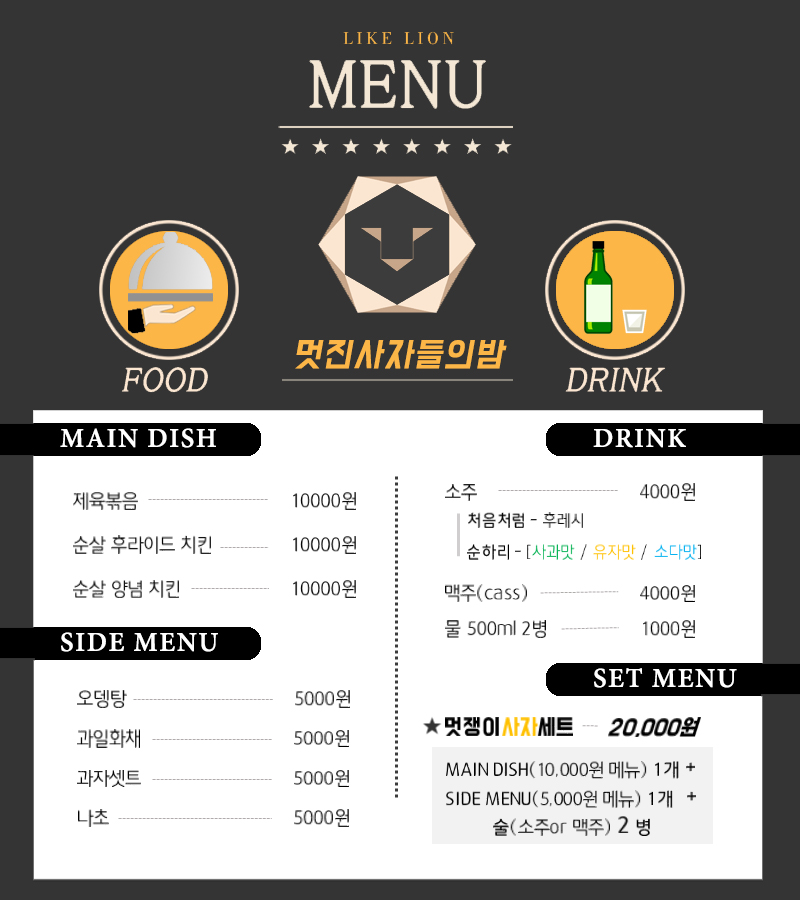 LIKE LION
MENU
멋진사자들의밤
FOOD
DRINK
MAIN DISH
제육볶음 10000원
순살 후라이드 치킨 10000원
순살 양념 치킨 10000원
SIDE MENU
오뎅탕 5000원
과일화채 5000원
과자셋트 5000원
나초 5000원
DRINK
소주 4000원
처음처럼 - 후레시
순하리 - [사과맛 / 유자맛 / 소다맛]
맥주(cass) 4000원
물 500ml 2병 1000원
SET MENU
★멋쟁이사자세트 20,000원
MAIN DISH(10,000원 메뉴) 1개 +
SIDE MENU(5,000원 메뉴) 1개 +
술(소주or 맥주) 2 병